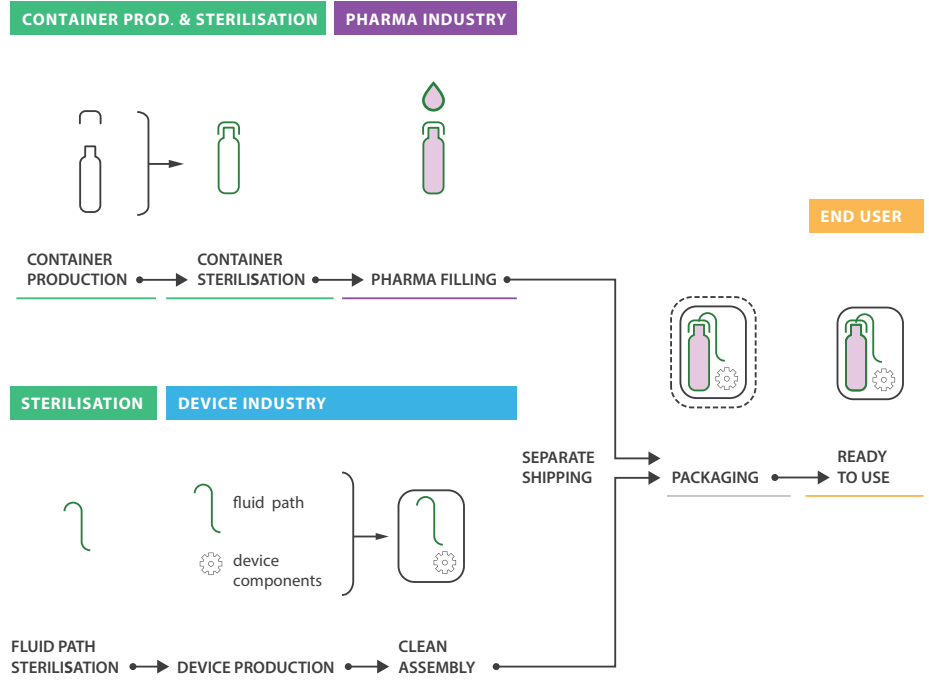 CONTAINER PROD. & STERILISATION
PHARMA INDUSTRY
END USER
CONTAINER
PRODUCTION
CONTAINER
STERILISATION
PHARMA FILLING
STERILISATION
DEVICE INDUSTRY
SEPARATE
SHIPPING
PACKAGING
READY
TO USE
fluid path
device
components
FLUID PATH
STERILISATION
DEVICE PRODUCTION
CLEAN
ASSEMBLY